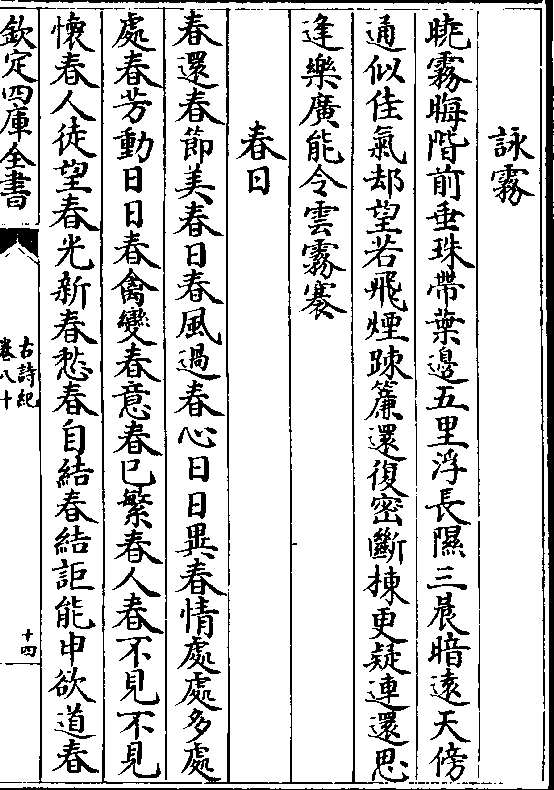 詠霧
曉霧晦階前垂珠帶葉邊五里浮長隰三晨暗遠天傍
通似佳氣却望若飛煙踈簾還復密斷揀更疑連還思
逢樂廣能令雲霧褰
春日
春還春節美春日春風過春心日日異春情處處多處
處春芳動日日春禽變春意春已繁春人春不見不見
懷春人徒望春光新春愁春自結春結詎能申欲道春
欽定四庫全書
古詩紀
卷八十
十四